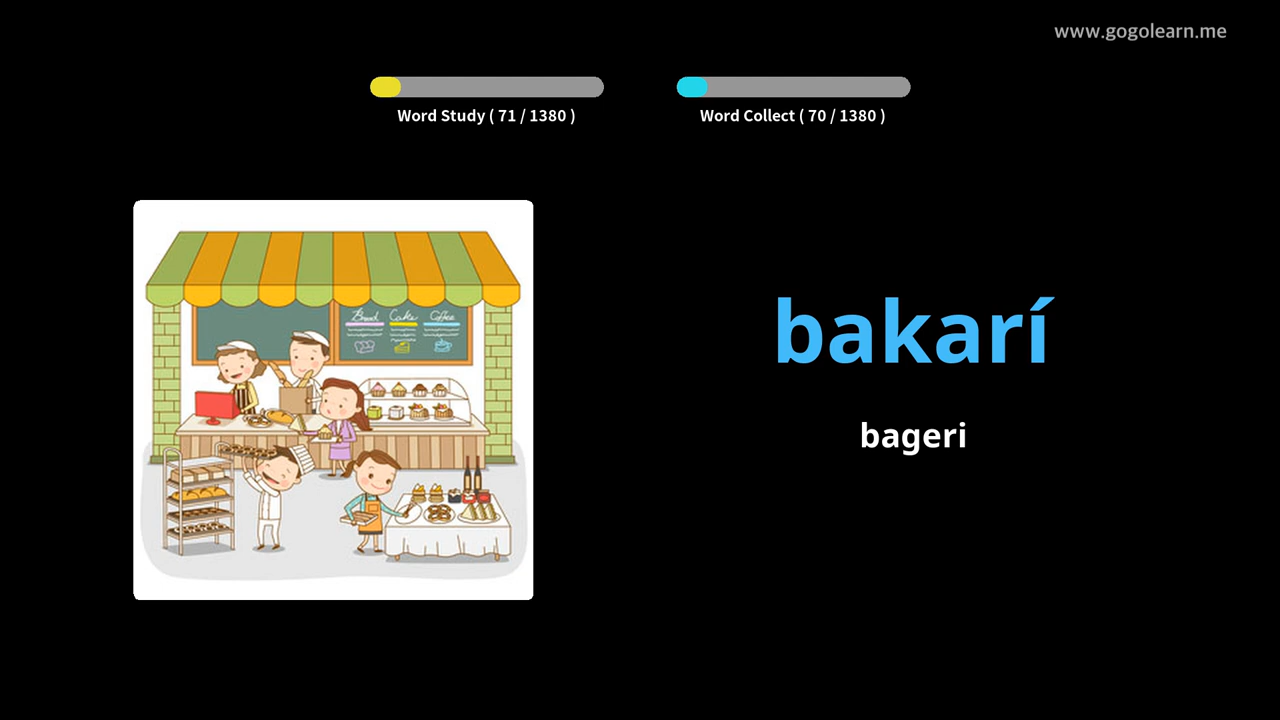 www.gogolearn.me
Word Study ( 71 / 1380 )
Word Collect ( 70 / 1380 )
Bread Cake Coffee
bakarí
bageri